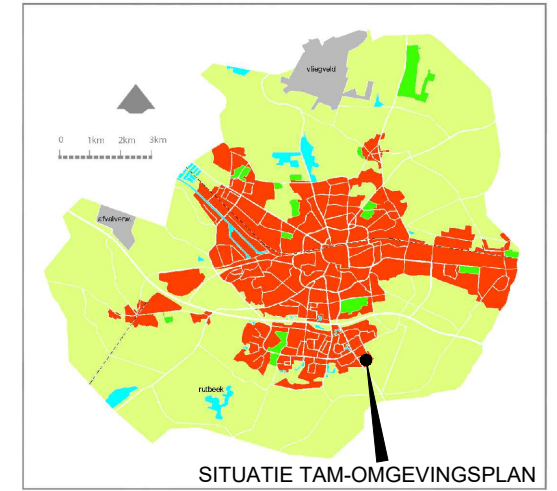 vliegveld
0 1km 2km 3km
afvalverw.
rutbeek
SITUATIE TAM-OMGEVINGSPLAN